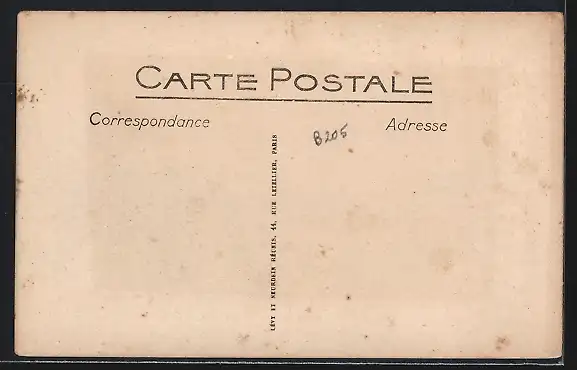 CARTE POSTALE
Correspondance
Adresse
B205
LÉVY ET NEURDEIN RÉUNIS, 44, RUE LETELLIER, PARIS